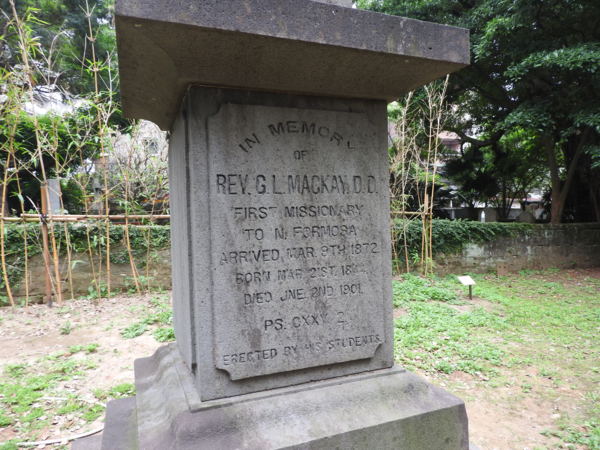 IN MEMORY
OF
REV. G. L. MACKAY, D. D.
FIRST MISSIONARY
TO N. FORMOSA
ARRIVED, MAR. 9TH. 1872.
BORN MAR. 21ST.
DIED JNE. 2ND. 1901.
PS. CXXV. 2.
ERECTED BY HIS STUDENTS.